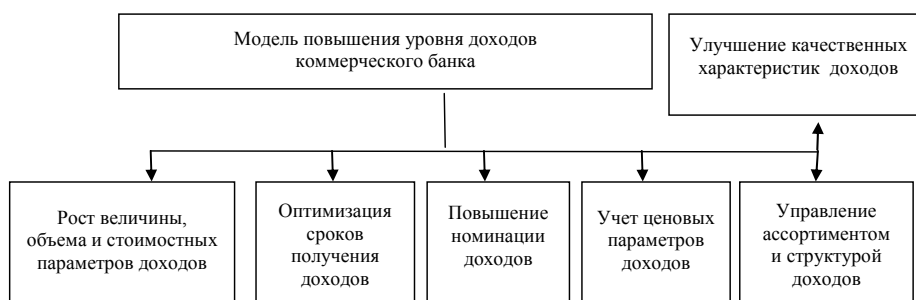 Модель повышения уровня доходов
коммерческого банка
Улучшение качественных
характеристик доходов
Рост величины,
объема и стоимостных
параметров доходов
Оптимизация
сроков
получения
доходов
Повышение
номинации
доходов
Учет ценовых
параметров
доходов
Управление
ассортиментом
и структурой
доходов